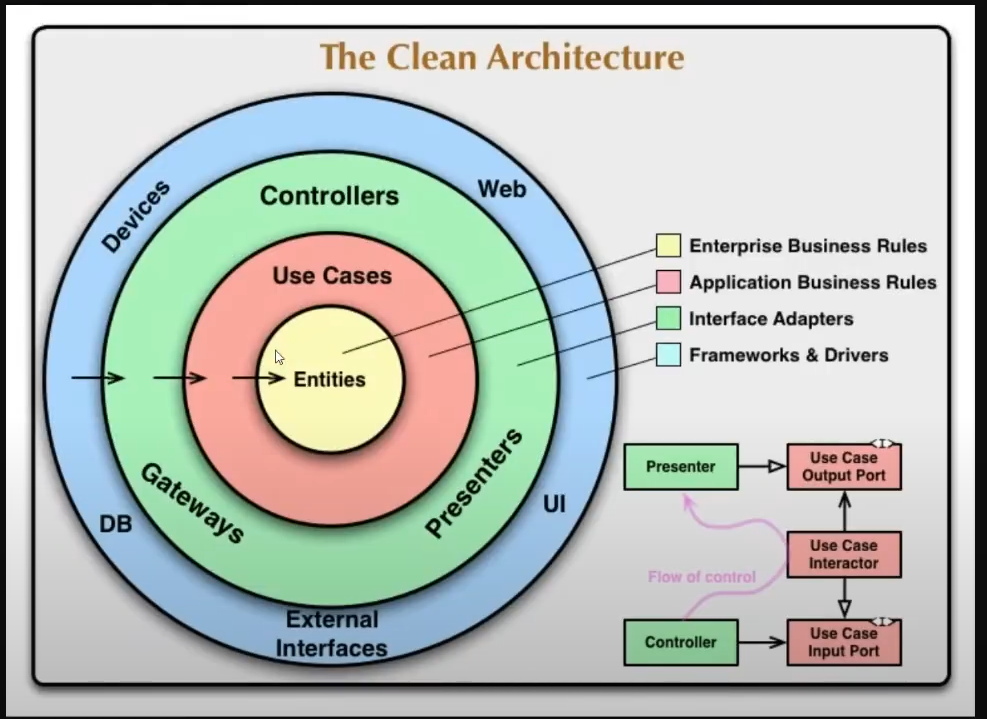 The Clean Architecture
Devices
Controllers
Web
Use Cases
Entities
Gateways
Presenters
DB
UI
External
Interfaces
Enterprise Business Rules
Application Business Rules
Interface Adapters
Frameworks & Drivers
Presenter
<I>
Use Case
Output Port
Use Case
Interactor
Flow of control
Controller
<I>
Use Case
Input Port